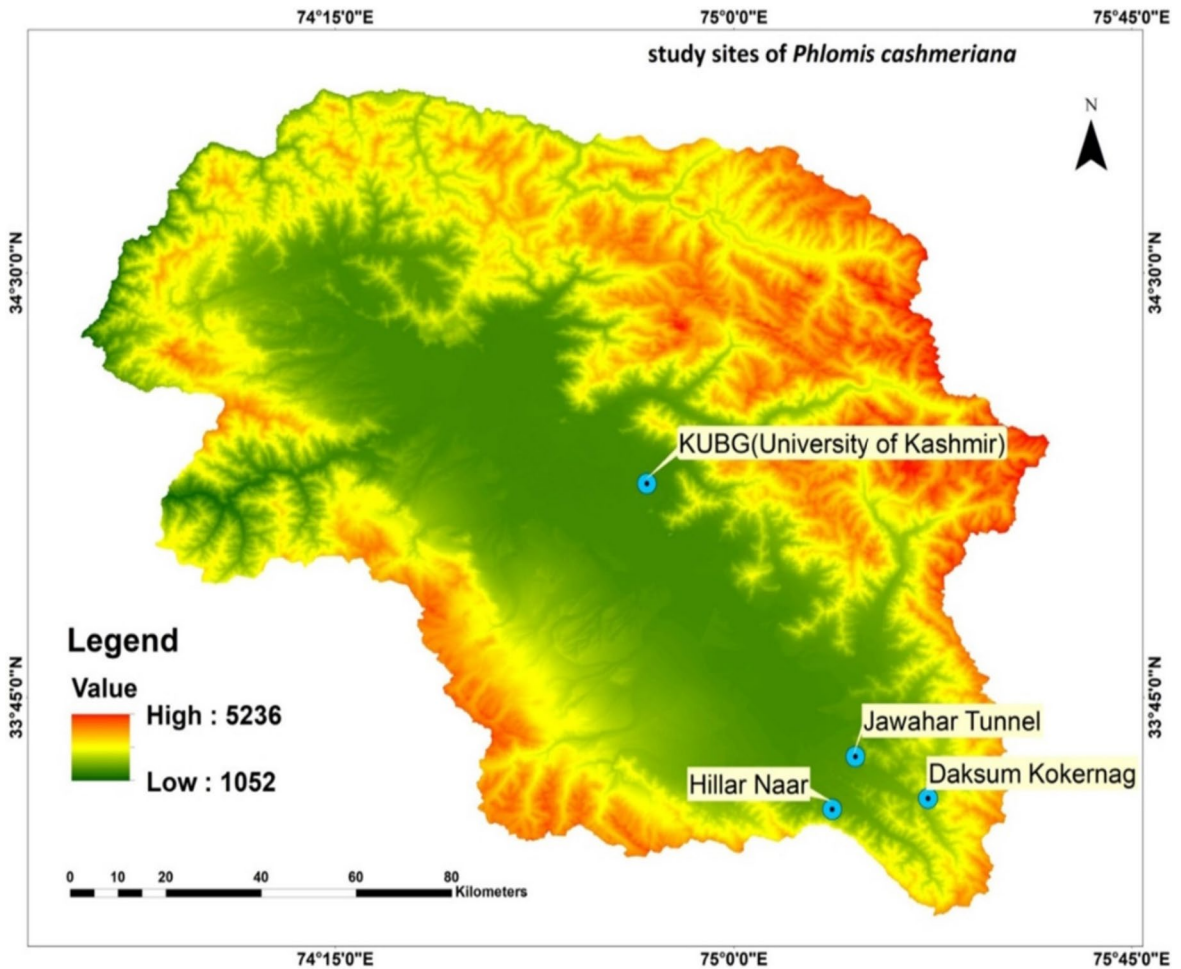 74°15'0"E 75°0'0"E 75°45'0"E
study sites of Phlomis cashmeriana
N
34°30'0"N 34°30'0"N
KUBG(University of Kashmir)
Legend
Value
High : 5236
Low : 1052
33°45'0"N 33°45'0"N
Jawahar Tunnel
Daksum Kokernag
Hillar Naar
0 10 20 40 60 80
Kilometers
74°15'0"E 75°0'0"E 75°45'0"E